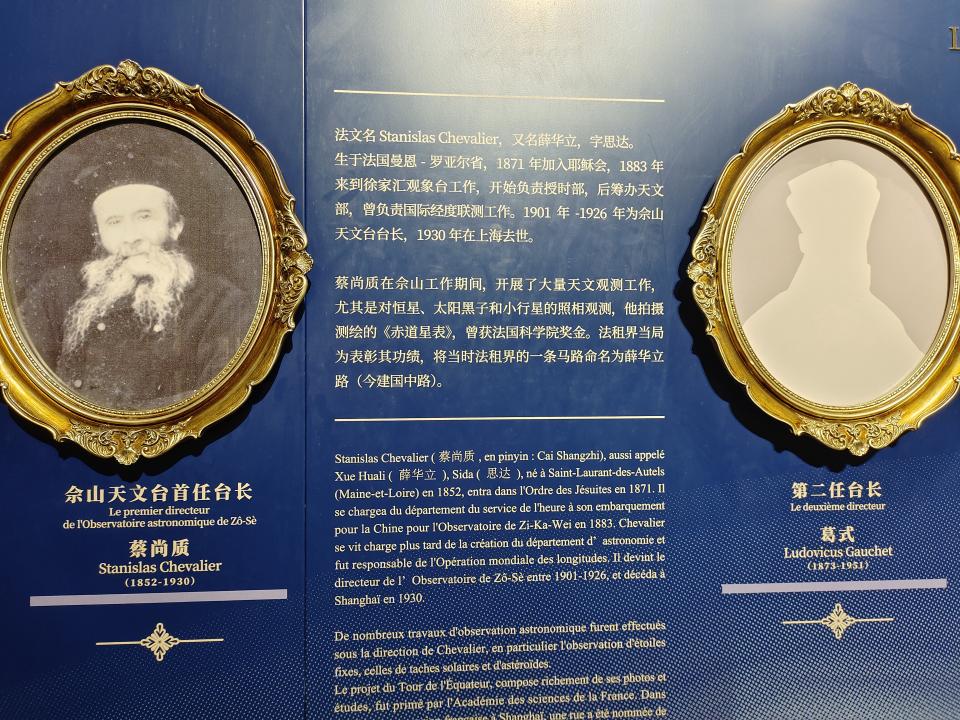 法文名 Stanislas Chevalier，又名薛华立，字思达。
生于法国曼恩 - 罗亚尔省，1871 年加入耶稣会，1883 年
来到徐家汇观象台工作，开始负责授时部，后筹办天文
部，曾负责国际经度联测工作。1901 年 -1926 年为佘山
天文台台长，1930 年在上海去世。
蔡尚质在佘山工作期间，开展了大量天文观测工作，
尤其是对恒星、太阳黑子和小行星的照相观测，他拍摄
测绘的《赤道星表》，曾获法国科学院奖金。法租界当局
为表彰其功绩，将当时法租界的一条马路命名为薛华立
路（今建国中路）。
Stanislas Chevalier ( 蔡尚质 , en pinyin : Cai Shangzhi), aussi appelé
Xue Huali ( 薛华立 ), Sida ( 思达 ), né à Saint-Laurant-des-Autels
(Maine-et-Loire) en 1852, entra dans l'Ordre des Jésuites en 1871. Il
se chargea du département du service de l'heure à son embarquement
pour la Chine pour l'Observatoire de Zi-Ka-Wei en 1883. Chevalier
se vit charge plus tard de la création du département d’ astronomie et
fut responsable de l'Opération mondiale des longitudes. Il devint le
directeur de l’ Observatoire de Zô-Sè entre 1901-1926, et décéda à
Shanghaï en 1930.
De nombreux travaux d'observation astronomique furent effectués
sous la direction de Chevalier, en particulier l'observation d'étoiles
fixes, celles de taches solaires et d'astéroïdes.
Le projet du Tour de l'Équateur, compose richement de ses photos et
études, fut primé par l'Académie des sciences de la France. Dans
française à Shanghaï, une rue a été nommée de
佘山天文台首任台长
Le premier directeur
de l'Observatoire astronomique de Zô-Sè
蔡尚质
Stanislas Chevalier
(1852-1930)
第二任台长
Le deuxième directeur
葛式
Ludovicus Gauchet
(1873-1951)